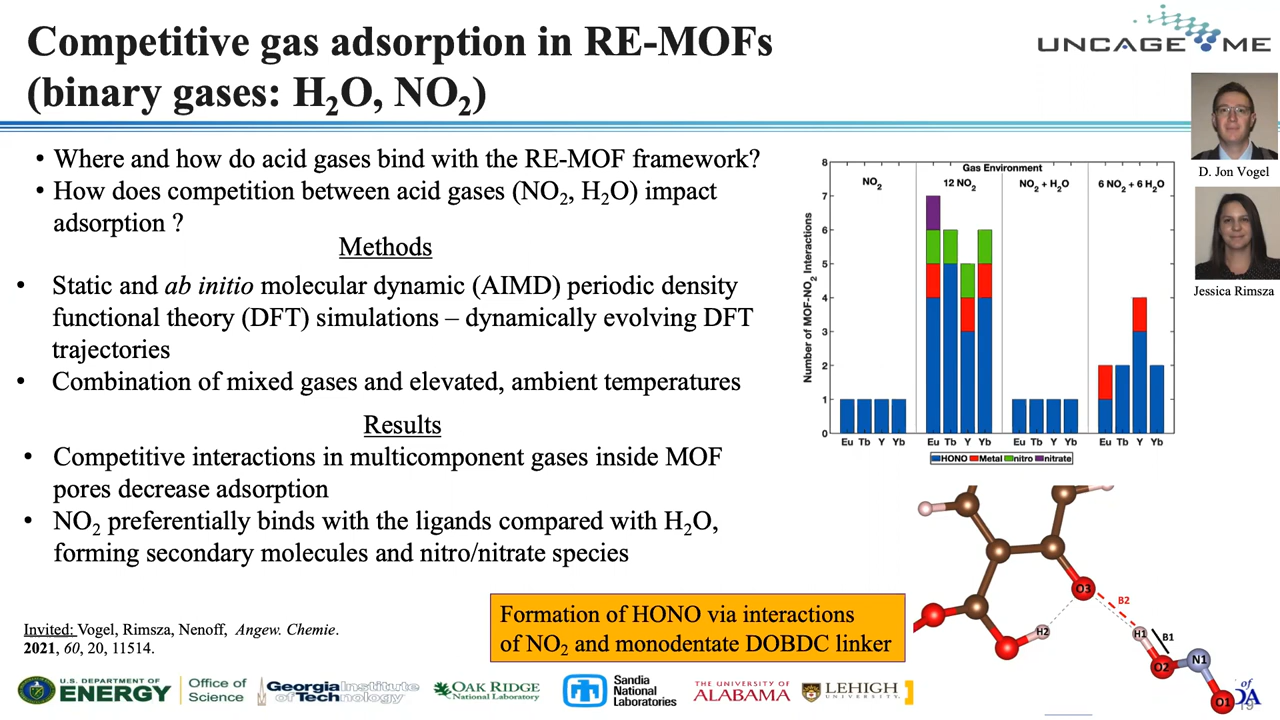 Competitive gas adsorption in RE-MOFs
(binary gases: H2O, NO2)
UNCAGE ME
D. Jon Vogel
Jessica Rimsza
• Where and how do acid gases bind with the RE-MOF framework?
• How does competition between acid gases (NO2, H2O) impact
adsorption ?
Methods
• Static and ab initio molecular dynamic (AIMD) periodic density
functional theory (DFT) simulations – dynamically evolving DFT
trajectories
• Combination of mixed gases and elevated, ambient temperatures
Results
• Competitive interactions in multicomponent gases inside MOF
pores decrease adsorption
• NO2 preferentially binds with the ligands compared with H2O,
forming secondary molecules and nitro/nitrate species
Gas Environment
NO2 12 NO2 NO2 + H2O 6 NO2 + 6 H2O
Number of MOF-NO2 Interactions
8
7
6
5
4
3
2
1
0
Eu Tb Y Yb Eu Tb Y Yb Eu Tb Y Yb Eu Tb Y Yb
HONO Metal nitro nitrate
O3
B2
H2
H1
B1
O2
N1
O1
Formation of HONO via interactions
of NO2 and monodentate DOBDC linker
Invited: Vogel, Rimsza, Nenoff, Angew. Chemie.
2021, 60, 20, 11514.
U.S. DEPARTMENT OF
ENERGY
Office of
Science
Georgia Institute
of Technology
OAK RIDGE
National Laboratory
Sandia
National
Laboratories
THE UNIVERSITY OF
ALABAMA
LEHIGH
UNIVERSITY
of
DA
19